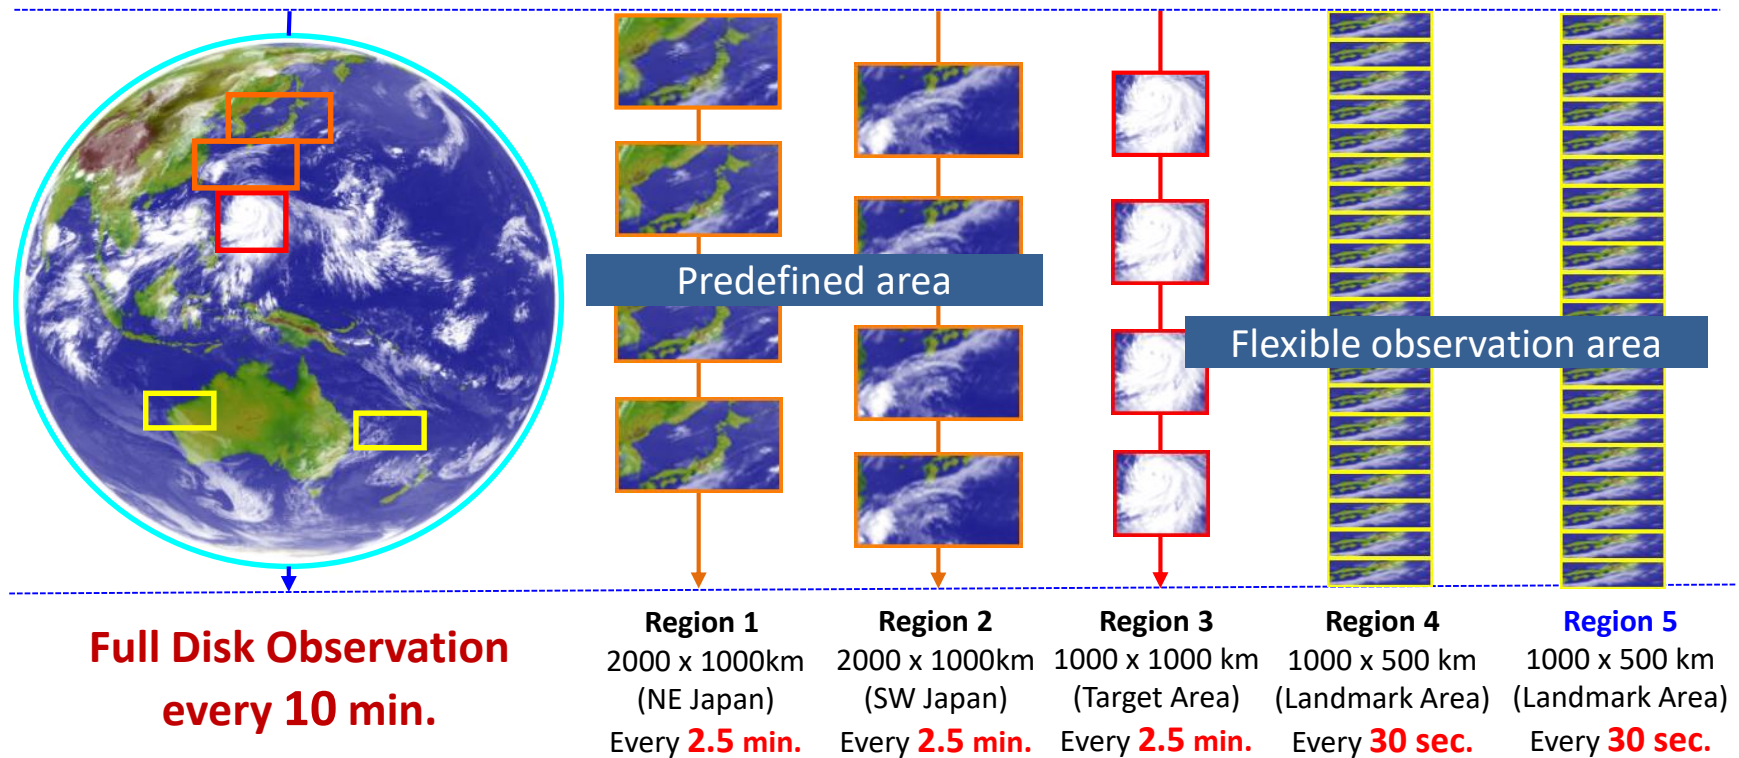 Predefined area
Flexible observation area
Full Disk Observation
every 10 min.
Region 1
2000 x 1000km
(NE Japan)
Every 2.5 min.
Region 2
2000 x 1000km
(SW Japan)
Every 2.5 min.
Region 3
1000 x 1000 km
(Target Area)
Every 2.5 min.
Region 4
1000 x 500 km
(Landmark Area)
Every 30 sec.
Region 5
1000 x 500 km
(Landmark Area)
Every 30 sec.